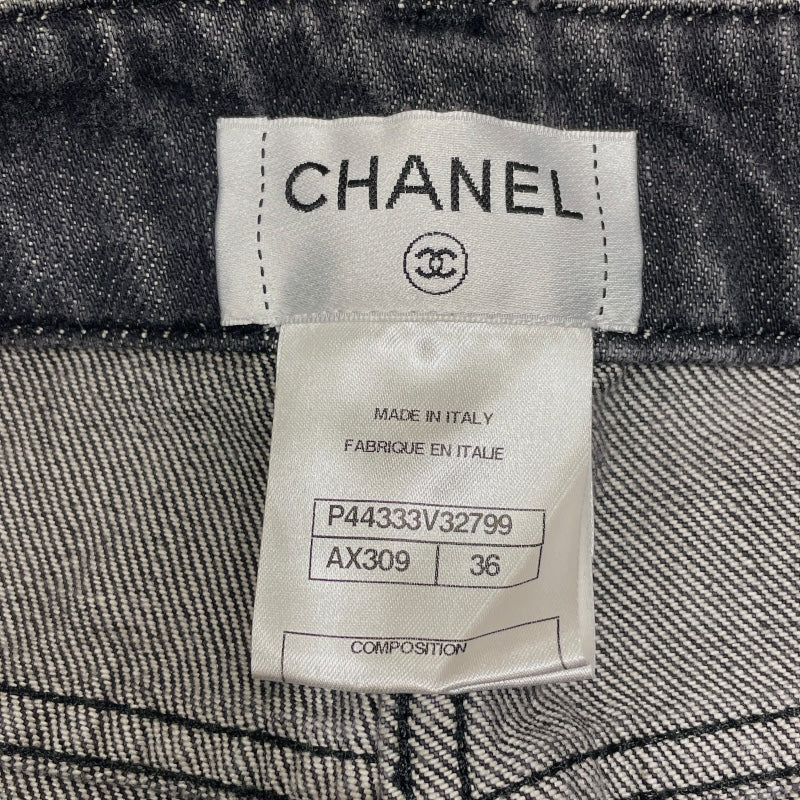 CHANEL
MADE IN ITALY
FABRIQUE EN ITALIE
P44333V32799
AX309 36
COMPOSITION